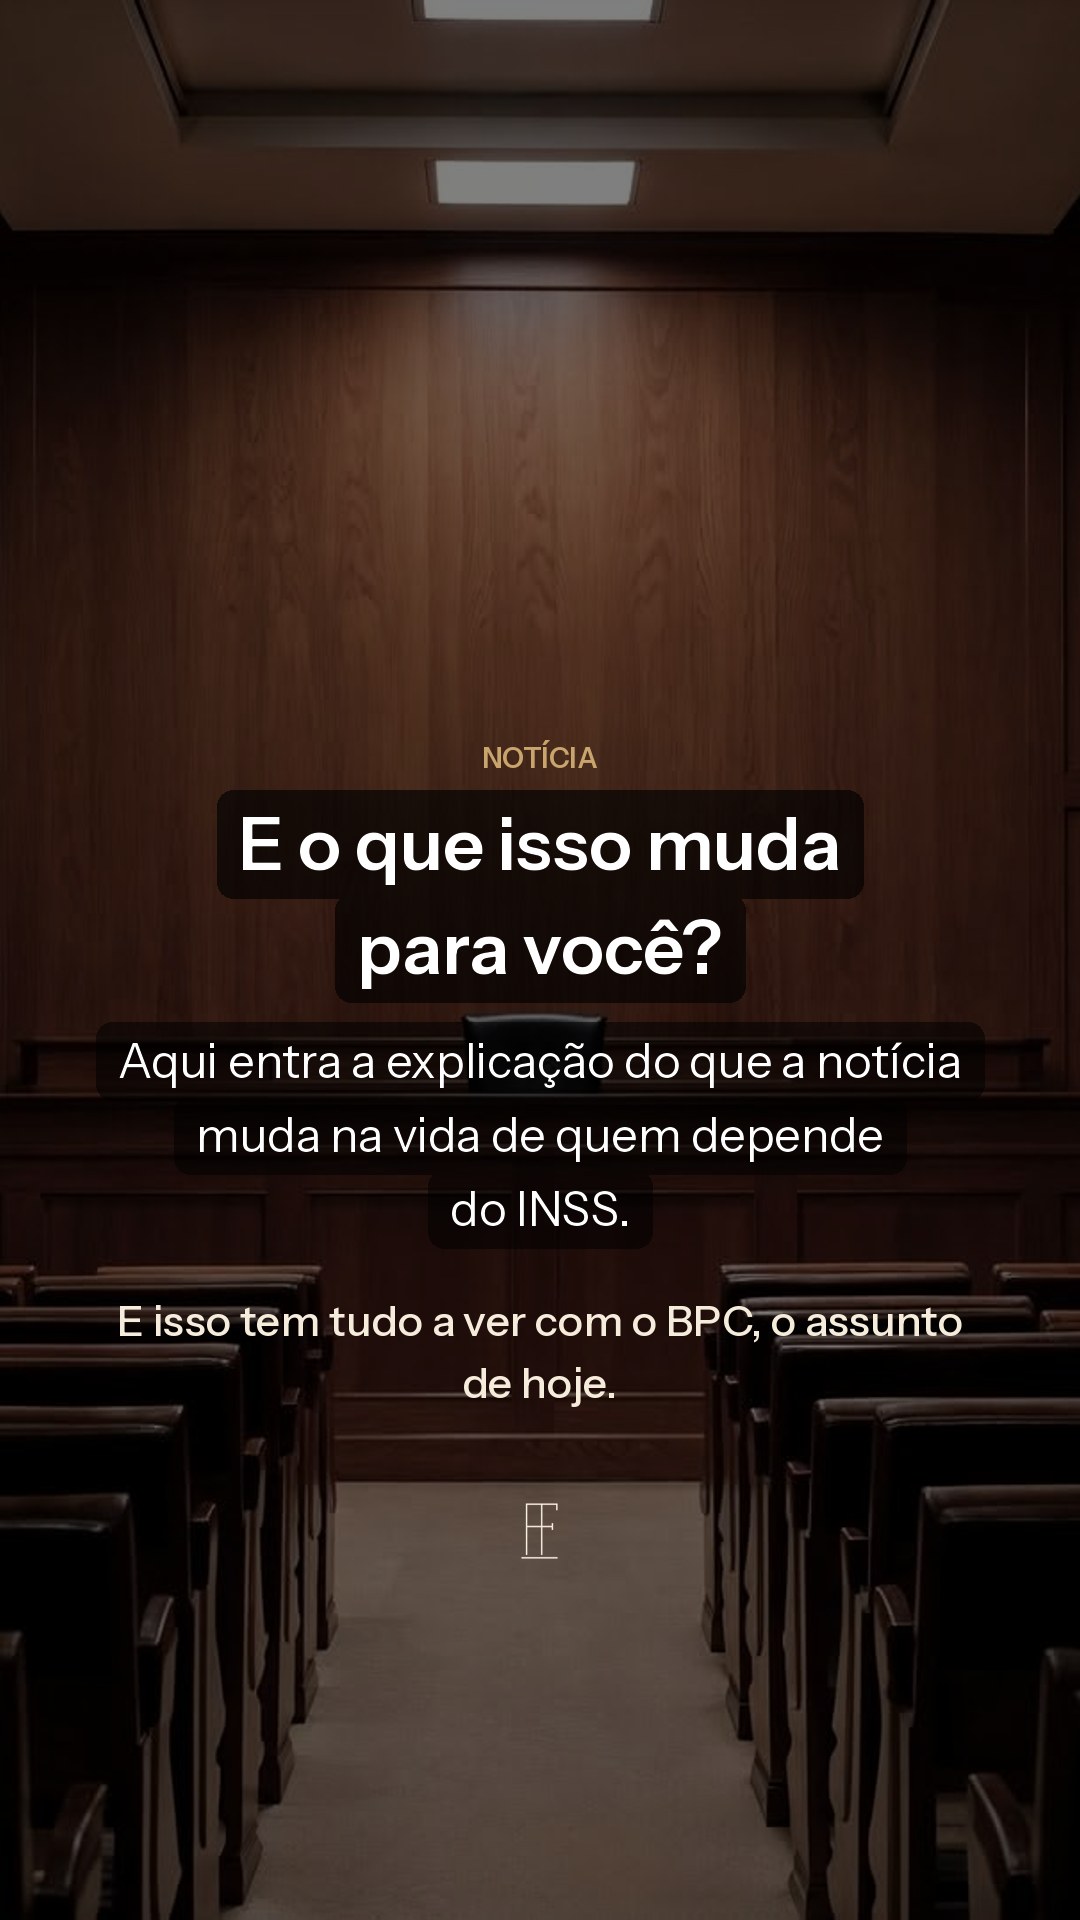 NOTÍCIA
E o que isso muda
para você?
Aqui entra a explicação do que a notícia
muda na vida de quem depende
do INSS.
E isso tem tudo a ver com o BPC, o assunto
de hoje.